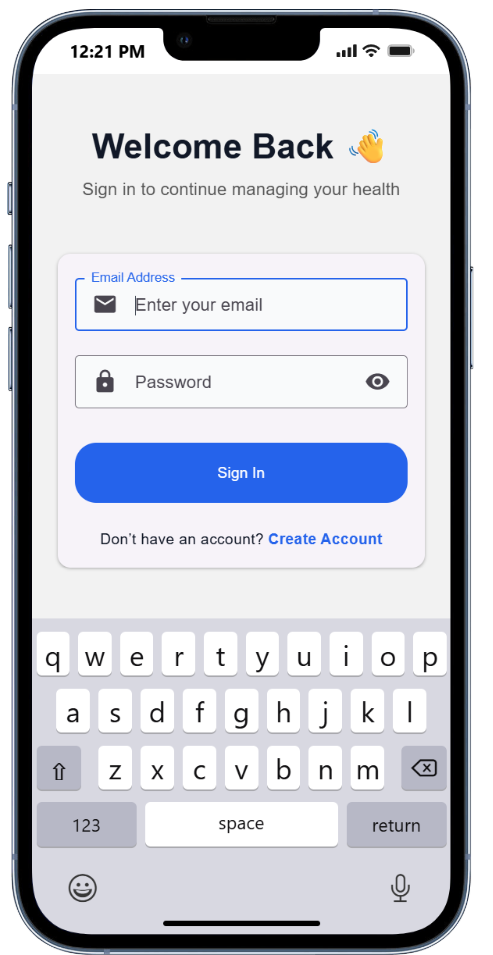 12:21 PM
Welcome Back 👋
Sign in to continue managing your health
Email Address
Enter your email
Password
Sign In
Don't have an account? Create Account
q w e r t y u i o p
a s d f g h j k l
z x c v b n m
123 space return